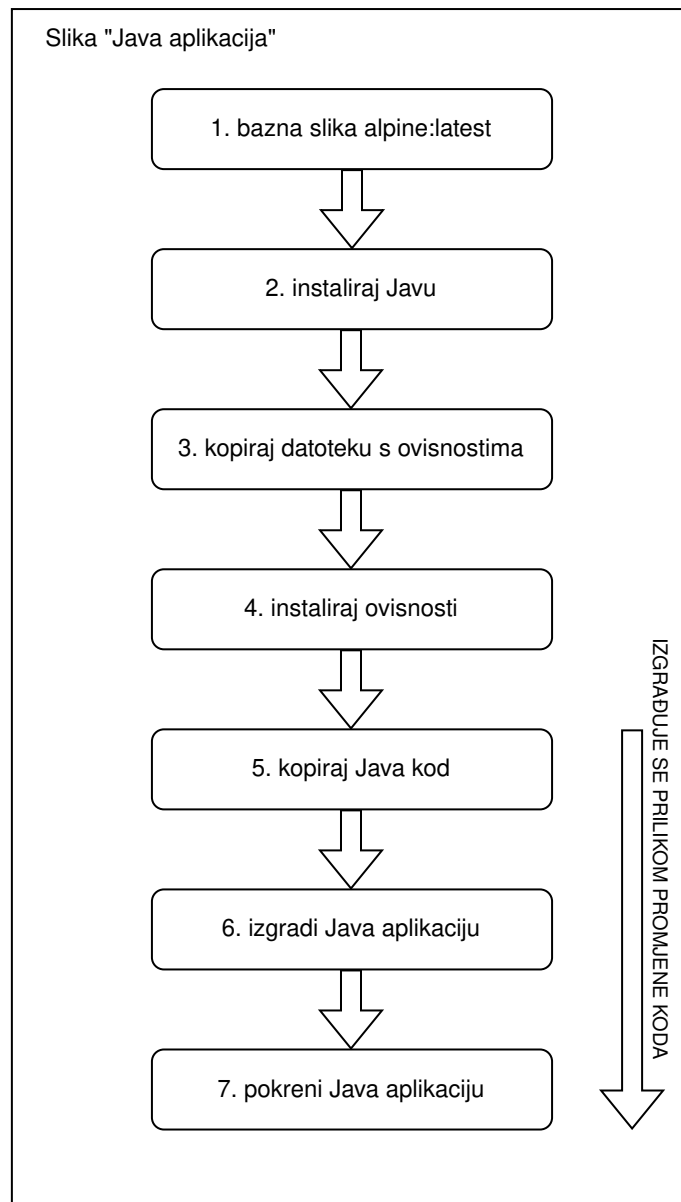 Slika "Java aplikacija"
1. bazna slika alpine:latest
2. instaliraj Javu
3. kopiraj datoteku s ovisnostima
4. instaliraj ovisnosti
5. kopiraj Java kod
6. izgradi Java aplikaciju
7. pokreni Java aplikaciju
IZGRAĐUJE SE PRILIKOM PROMJENE KODA